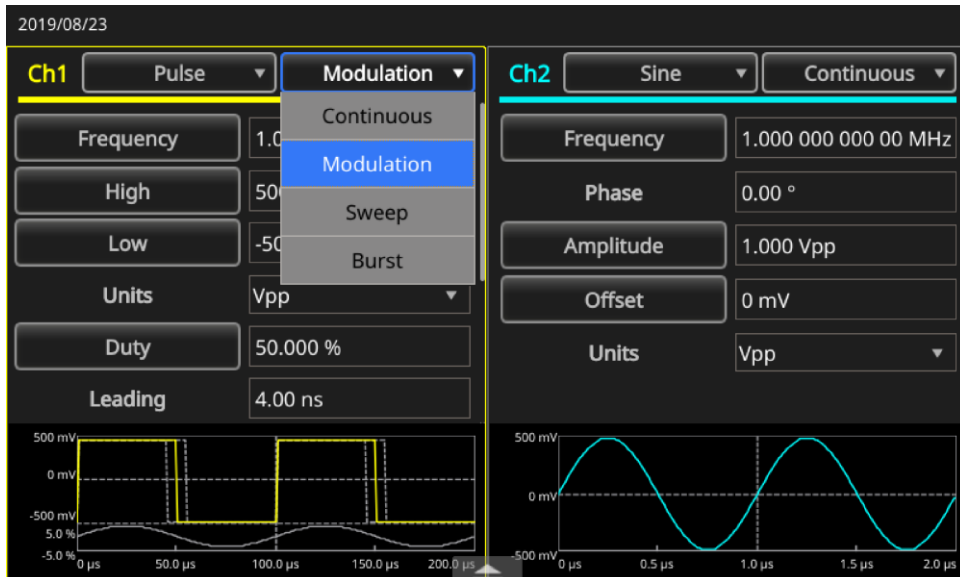 2019/08/23
Ch1 Pulse Modulation
Continuous
Modulation
Sweep
Burst
Frequency 1.0
High 50
Low -50
Units Vpp
Duty 50.000 %
Leading 4.00 ns
500 mV
0 mV
-500 mV
5.0 %
-5.0 %
0 μs 50.0 μs 100.0 μs 150.0 μs 200.0 μs
Ch2 Sine Continuous
Frequency 1.000 000 000 00 MHz
Phase 0.00 °
Amplitude 1.000 Vpp
Offset 0 mV
Units Vpp
500 mV
0 mV
-500 mV
0 μs 0.5 μs 1.0 μs 1.5 μs 2.0 μs